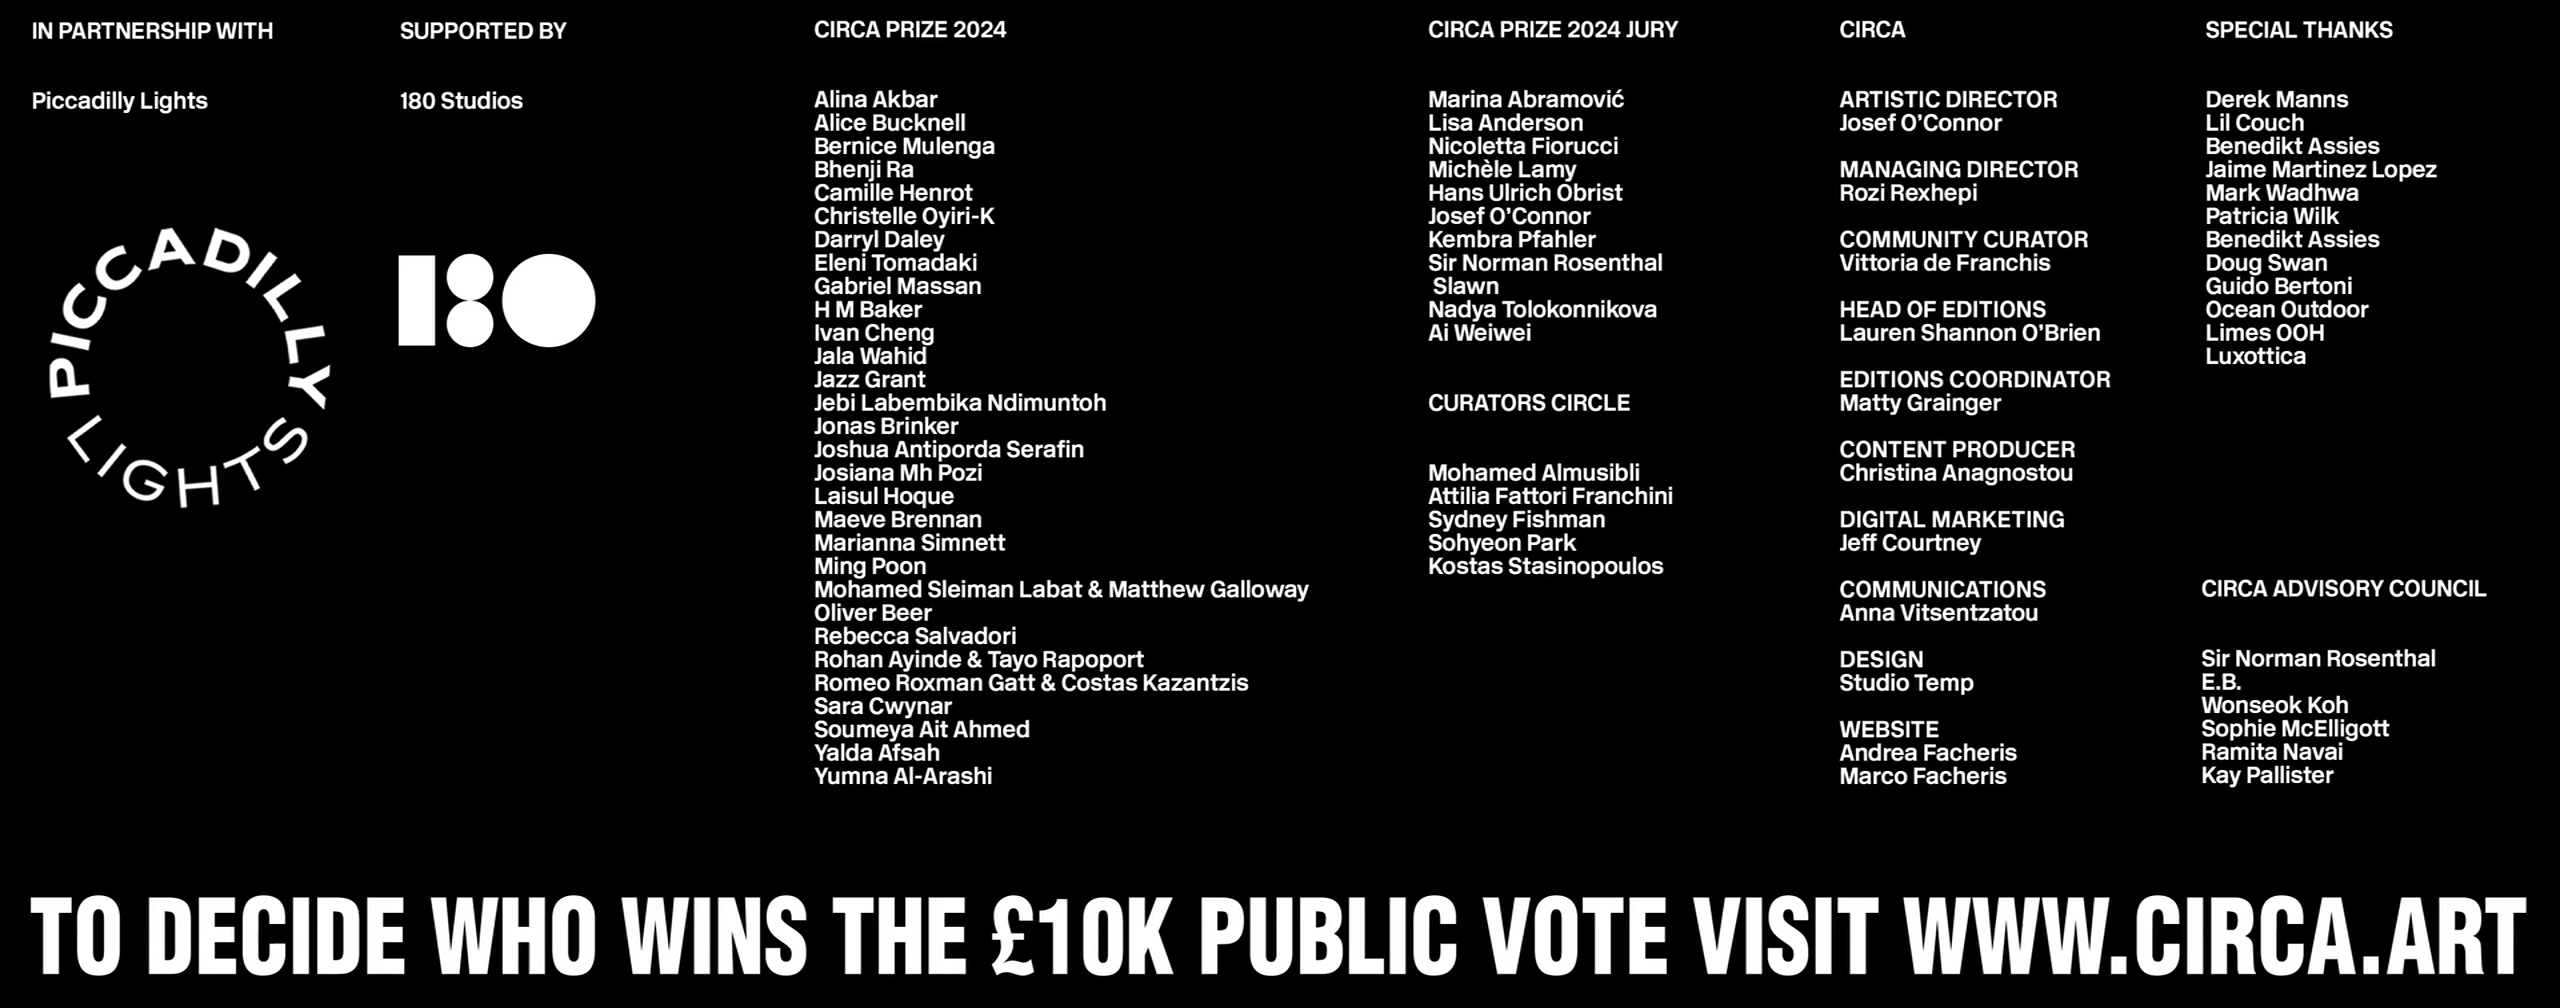 IN PARTNERSHIP WITH
Piccadilly Lights
PICCADILLY LIGHTS
SUPPORTED BY
180 Studios
180
CIRCA PRIZE 2024
Alina Akbar
Alice Bucknell
Bernice Mulenga
Bhenji Ra
Camille Henrot
Christelle Oyiri-K
Darryl Daley
Eleni Tomadaki
Gabriel Massan
H M Baker
Ivan Cheng
Jala Wahid
Jazz Grant
Jebi Labembika Ndimuntoh
Jonas Brinker
Joshua Antiporda Serafin
Josiana Mh Pozi
Laisul Hoque
Maeve Brennan
Marianna Simnett
Ming Poon
Mohamed Sleiman Labat & Matthew Galloway
Oliver Beer
Rebecca Salvadori
Rohan Ayinde & Tayo Rapoport
Romeo Roxman Gatt & Costas Kazantzis
Sara Cwynar
Soumeya Ait Ahmed
Yalda Afsah
Yumna Al-Arashi
CIRCA PRIZE 2024 JURY
Marina Abramović
Lisa Anderson
Nicoletta Fiorucci
Michèle Lamy
Hans Ulrich Obrist
Josef O’Connor
Kembra Pfahler
Sir Norman Rosenthal
Slawn
Nadya Tolokonnikova
Ai Weiwei
CURATORS CIRCLE
Mohamed Almusibli
Attilia Fattori Franchini
Sydney Fishman
Sohyeon Park
Kostas Stasinopoulos
CIRCA
ARTISTIC DIRECTOR
Josef O’Connor
MANAGING DIRECTOR
Rozi Rexhepi
COMMUNITY CURATOR
Vittoria de Franchis
HEAD OF EDITIONS
Lauren Shannon O’Brien
EDITIONS COORDINATOR
Matty Grainger
CONTENT PRODUCER
Christina Anagnostou
DIGITAL MARKETING
Jeff Courtney
COMMUNICATIONS
Anna Vitsentzatou
DESIGN
Studio Temp
WEBSITE
Andrea Facheris
Marco Facheris
SPECIAL THANKS
Derek Manns
Lil Couch
Benedikt Assies
Jaime Martinez Lopez
Mark Wadhwa
Patricia Wilk
Benedikt Assies
Doug Swan
Guido Bertoni
Ocean Outdoor
Limes OOH
Luxottica
CIRCA ADVISORY COUNCIL
Sir Norman Rosenthal
E.B.
Wonseok Koh
Sophie McElligott
Ramita Navai
Kay Pallister
TO DECIDE WHO WINS THE £10K PUBLIC VOTE VISIT WWW.CIRCA.ART